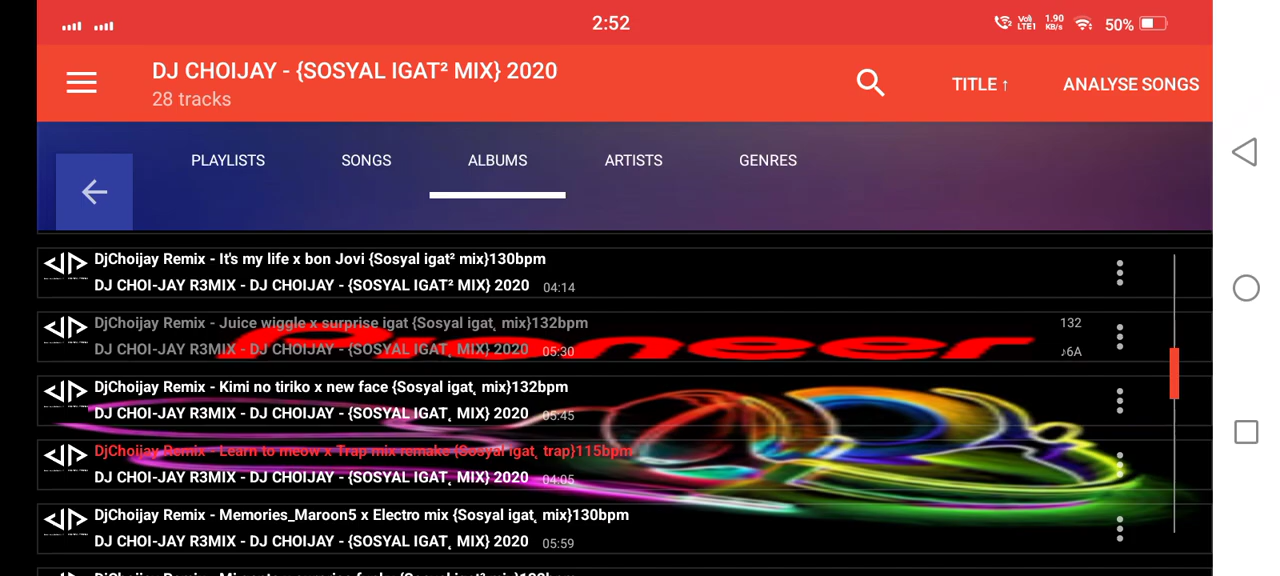 2:52
Vo)) LTE1
1.90 KB/s
50%
DJ CHOIJAY - {SOSYAL IGAT² MIX} 2020
28 tracks
TITLE ↑
ANALYSE SONGS
PLAYLISTS
SONGS
ALBUMS
ARTISTS
GENRES
DjChoijay Remix - It's my life x bon Jovi {Sosyal igat² mix}130bpm
DJ CHOI-JAY R3MIX - DJ CHOIJAY - {SOSYAL IGAT² MIX} 2020 04:14
DjChoijay Remix - Juice wiggle x surprise igat {Sosyal igat˛ mix}132bpm
132
DJ CHOI-JAY R3MIX - DJ CHOIJAY - {SOSYAL IGAT˛ MIX} 2020 05:30
♪6A
Pioneer
DjChoijay Remix - Kimi no tiriko x new face {Sosyal igat˛ mix}132bpm
DJ CHOI-JAY R3MIX - DJ CHOIJAY - {SOSYAL IGAT˛ MIX} 2020 05:45
DjChoijay Remix - Learn to meow x Trap mix remake {Sosyal igat˛ trap}115bpm
DJ CHOI-JAY R3MIX - DJ CHOIJAY - {SOSYAL IGAT˛ MIX} 2020 04:05
DjChoijay Remix - Memories_Maroon5 x Electro mix {Sosyal igat˛ mix}130bpm
DJ CHOI-JAY R3MIX - DJ CHOIJAY - {SOSYAL IGAT˛ MIX} 2020 05:59